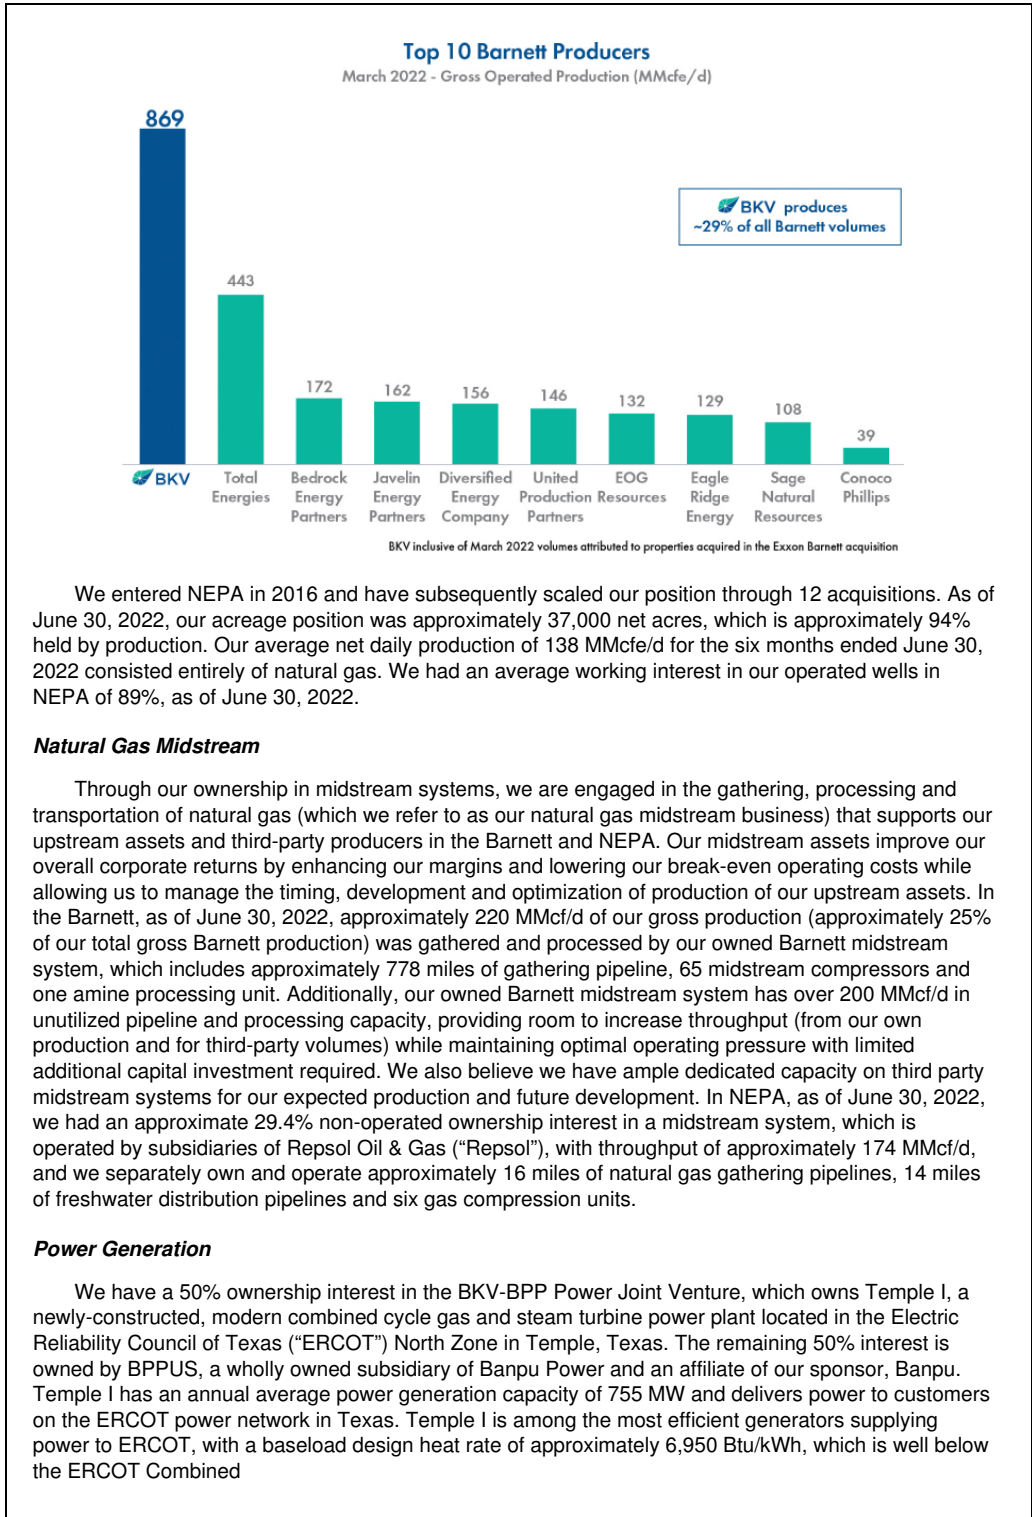 Top 10 Barnett Producers
March 2022 - Gross Operated Production (MMcfe/d)
869
BKV produces
~29% of all Barnett volumes
443
172
162
156
146
132
129
108
39
BKV
Total
Energies
Bedrock
Energy
Partners
Javelin
Energy
Partners
Diversified
Energy
Company
United
Production
Partners
EOG
Resources
Eagle
Ridge
Energy
Sage
Natural
Resources
Conoco
Phillips
BKV inclusive of March 2022 volumes attributed to properties acquired in the Exxon Barnett acquisition
We entered NEPA in 2016 and have subsequently scaled our position through 12 acquisitions. As of
June 30, 2022, our acreage position was approximately 37,000 net acres, which is approximately 94%
held by production. Our average net daily production of 138 MMcfe/d for the six months ended June 30,
2022 consisted entirely of natural gas. We had an average working interest in our operated wells in
NEPA of 89%, as of June 30, 2022.
Natural Gas Midstream
Through our ownership in midstream systems, we are engaged in the gathering, processing and
transportation of natural gas (which we refer to as our natural gas midstream business) that supports our
upstream assets and third-party producers in the Barnett and NEPA. Our midstream assets improve our
overall corporate returns by enhancing our margins and lowering our break-even operating costs while
allowing us to manage the timing, development and optimization of production of our upstream assets. In
the Barnett, as of June 30, 2022, approximately 220 MMcf/d of our gross production (approximately 25%
of our total gross Barnett production) was gathered and processed by our owned Barnett midstream
system, which includes approximately 778 miles of gathering pipeline, 65 midstream compressors and
one amine processing unit. Additionally, our owned Barnett midstream system has over 200 MMcf/d in
unutilized pipeline and processing capacity, providing room to increase throughput (from our own
production and for third-party volumes) while maintaining optimal operating pressure with limited
additional capital investment required. We also believe we have ample dedicated capacity on third party
midstream systems for our expected production and future development. In NEPA, as of June 30, 2022,
we had an approximate 29.4% non-operated ownership interest in a midstream system, which is
operated by subsidiaries of Repsol Oil & Gas (“Repsol”), with throughput of approximately 174 MMcf/d,
and we separately own and operate approximately 16 miles of natural gas gathering pipelines, 14 miles
of freshwater distribution pipelines and six gas compression units.
Power Generation
We have a 50% ownership interest in the BKV-BPP Power Joint Venture, which owns Temple I, a
newly-constructed, modern combined cycle gas and steam turbine power plant located in the Electric
Reliability Council of Texas (“ERCOT”) North Zone in Temple, Texas. The remaining 50% interest is
owned by BPPUS, a wholly owned subsidiary of Banpu Power and an affiliate of our sponsor, Banpu.
Temple I has an annual average power generation capacity of 755 MW and delivers power to customers
on the ERCOT power network in Texas. Temple I is among the most efficient generators supplying
power to ERCOT, with a baseload design heat rate of approximately 6,950 Btu/kWh, which is well below
the ERCOT Combined